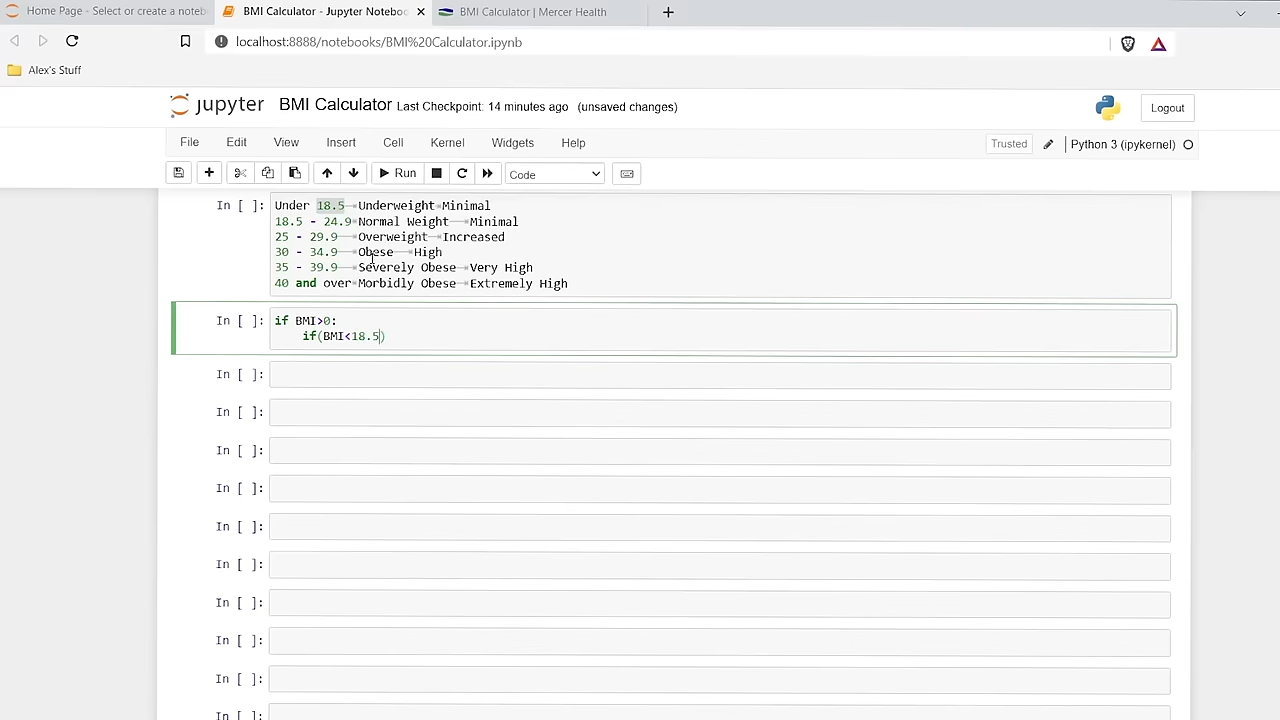 Home Page - Select or create a noteb
BMI Calculator - Jupyter Noteboo
BMI Calculator | Mercer Health
localhost:8888/notebooks/BMI%20Calculator.ipynb
Alex's Stuff
jupyter BMI Calculator Last Checkpoint: 14 minutes ago (unsaved changes)
Logout
File Edit View Insert Cell Kernel Widgets Help
Trusted Python 3 (ipykernel)
Run Code
In [ ]: Under 18.5 Underweight Minimal
18.5 - 24.9 Normal Weight Minimal
25 - 29.9 Overweight Increased
30 - 34.9 Obese High
35 - 39.9 Severely Obese Very High
40 and over Morbidly Obese Extremely High
In [ ]: if BMI>0:
if(BMI<18.5)
In [ ]:
In [ ]:
In [ ]:
In [ ]:
In [ ]:
In [ ]:
In [ ]:
In [ ]:
In [ ]:
In [ ]: